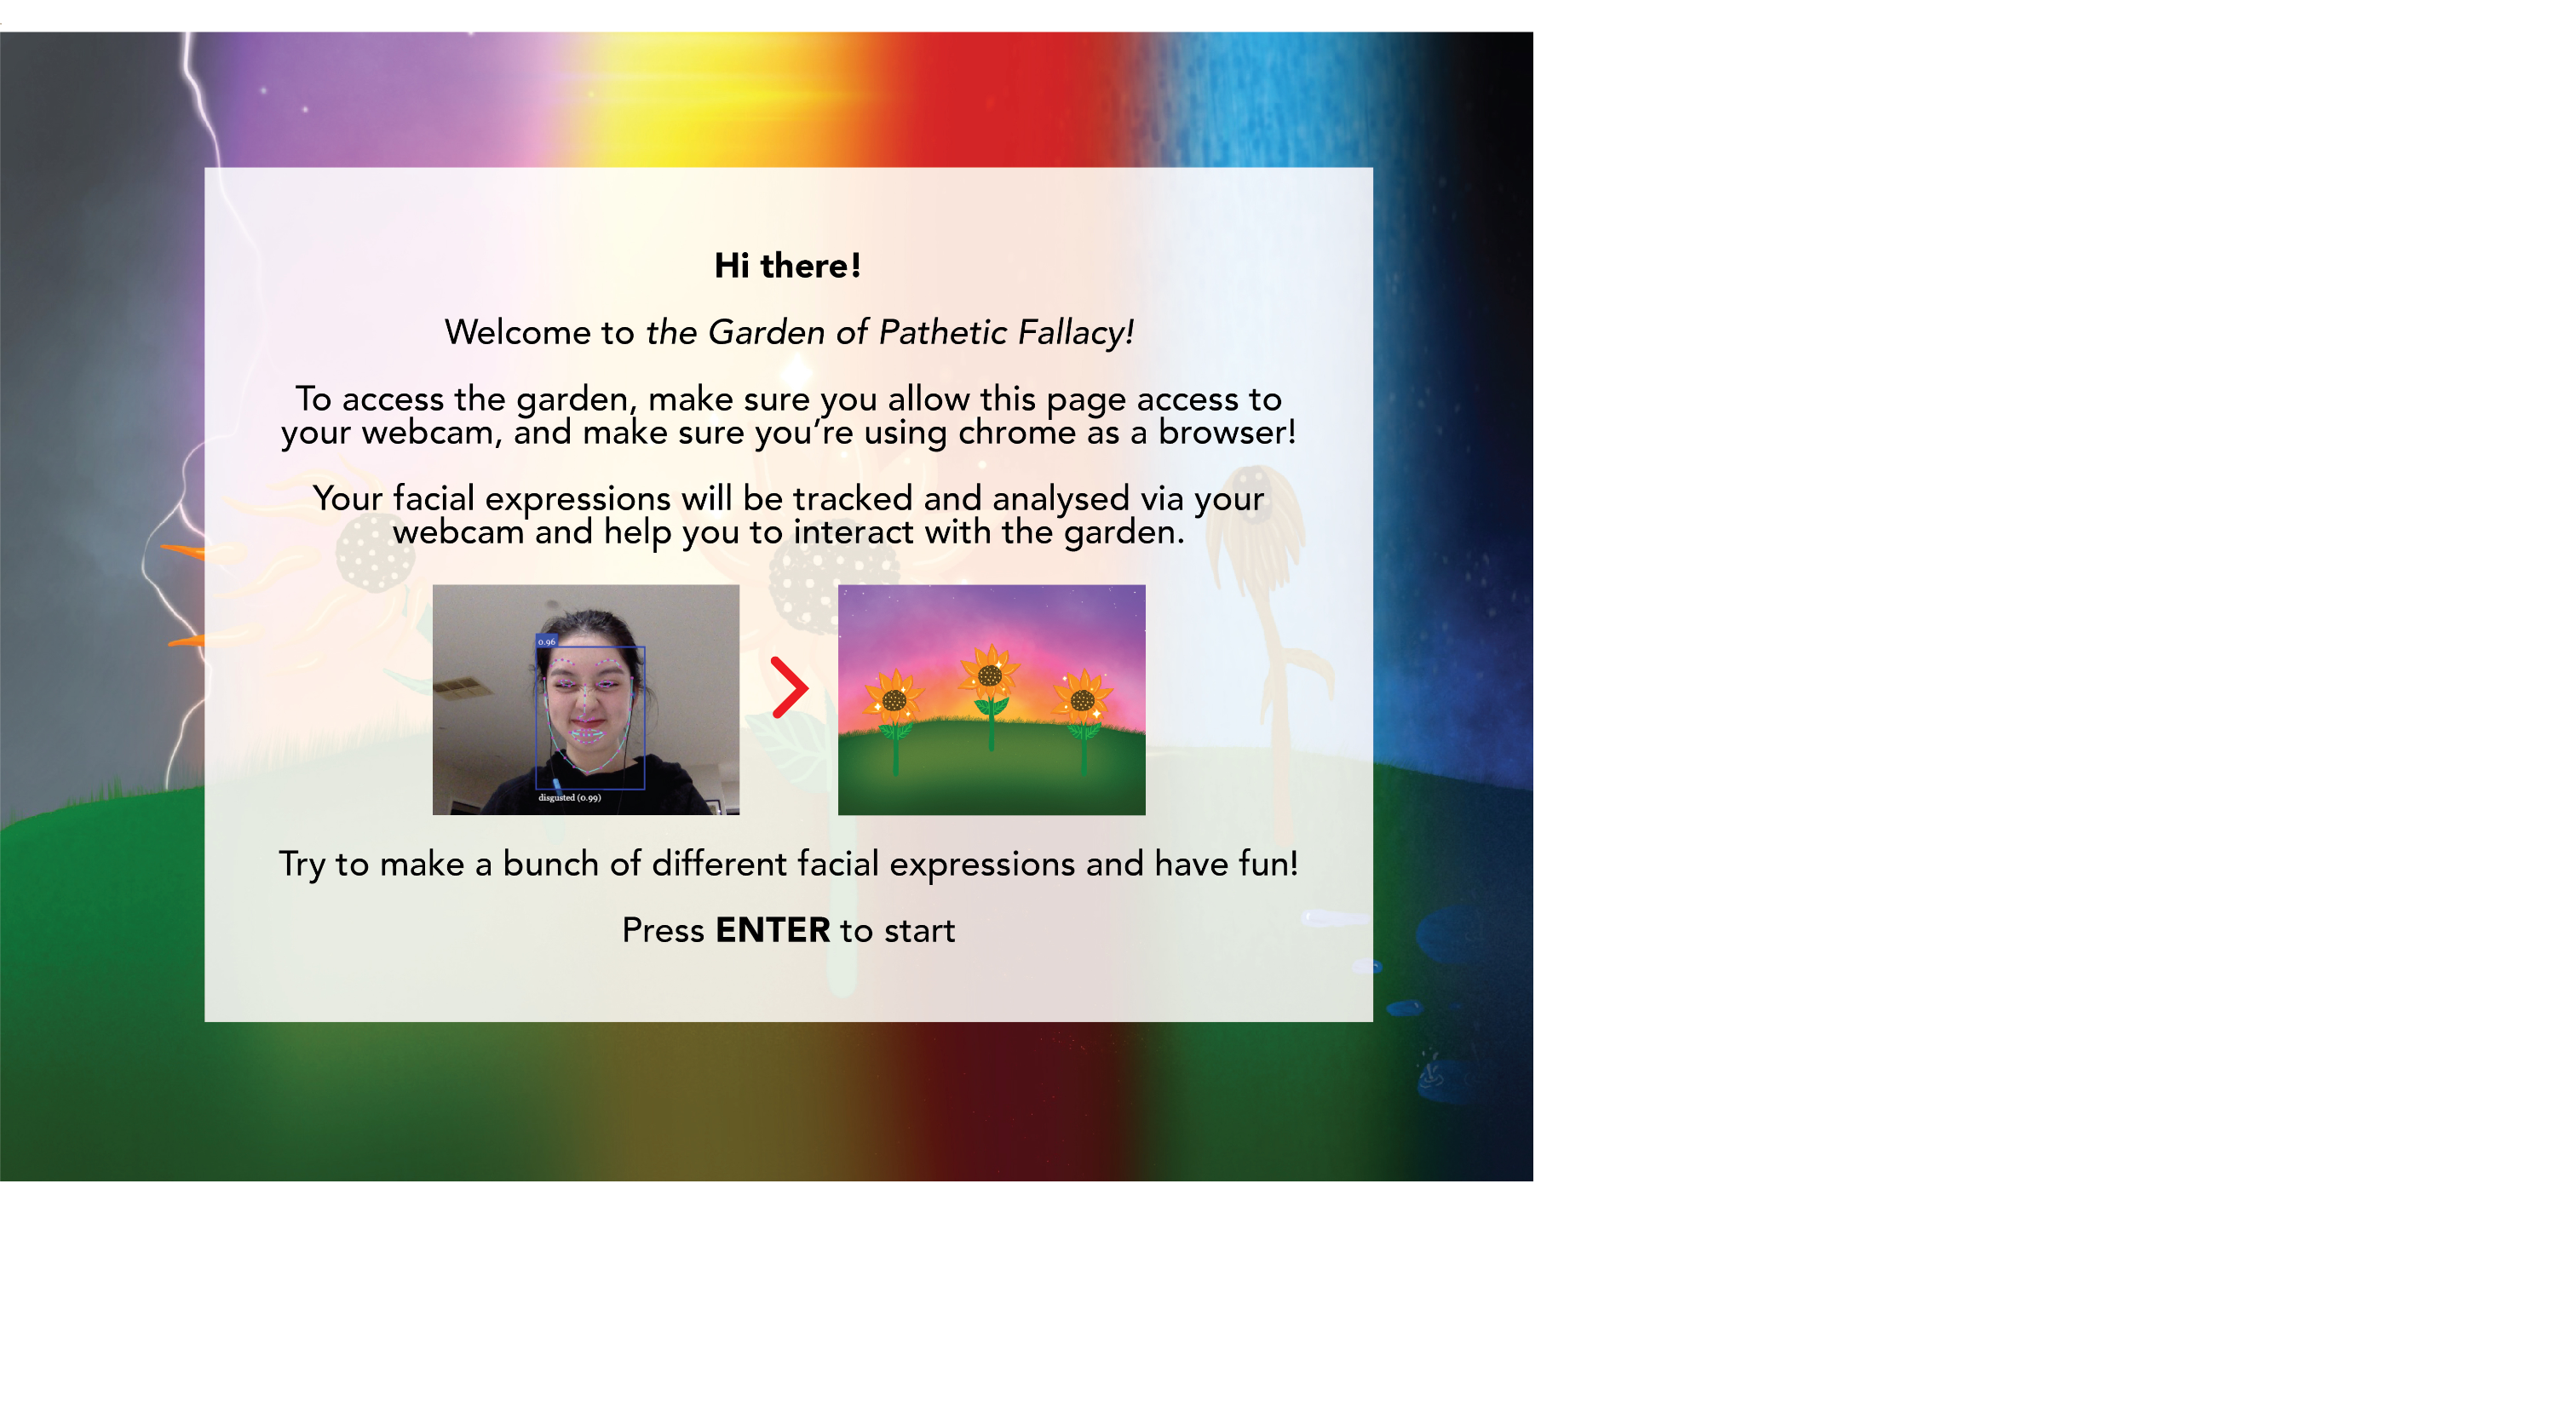 Hi there!
Welcome to the Garden of Pathetic Fallacy!
To access the garden, make sure you allow this page access to
your webcam, and make sure you’re using chrome as a browser!
Your facial expressions will be tracked and analysed via your
webcam and help you to interact with the garden.
0.96
disgusted (0.99)
Try to make a bunch of different facial expressions and have fun!
Press ENTER to start